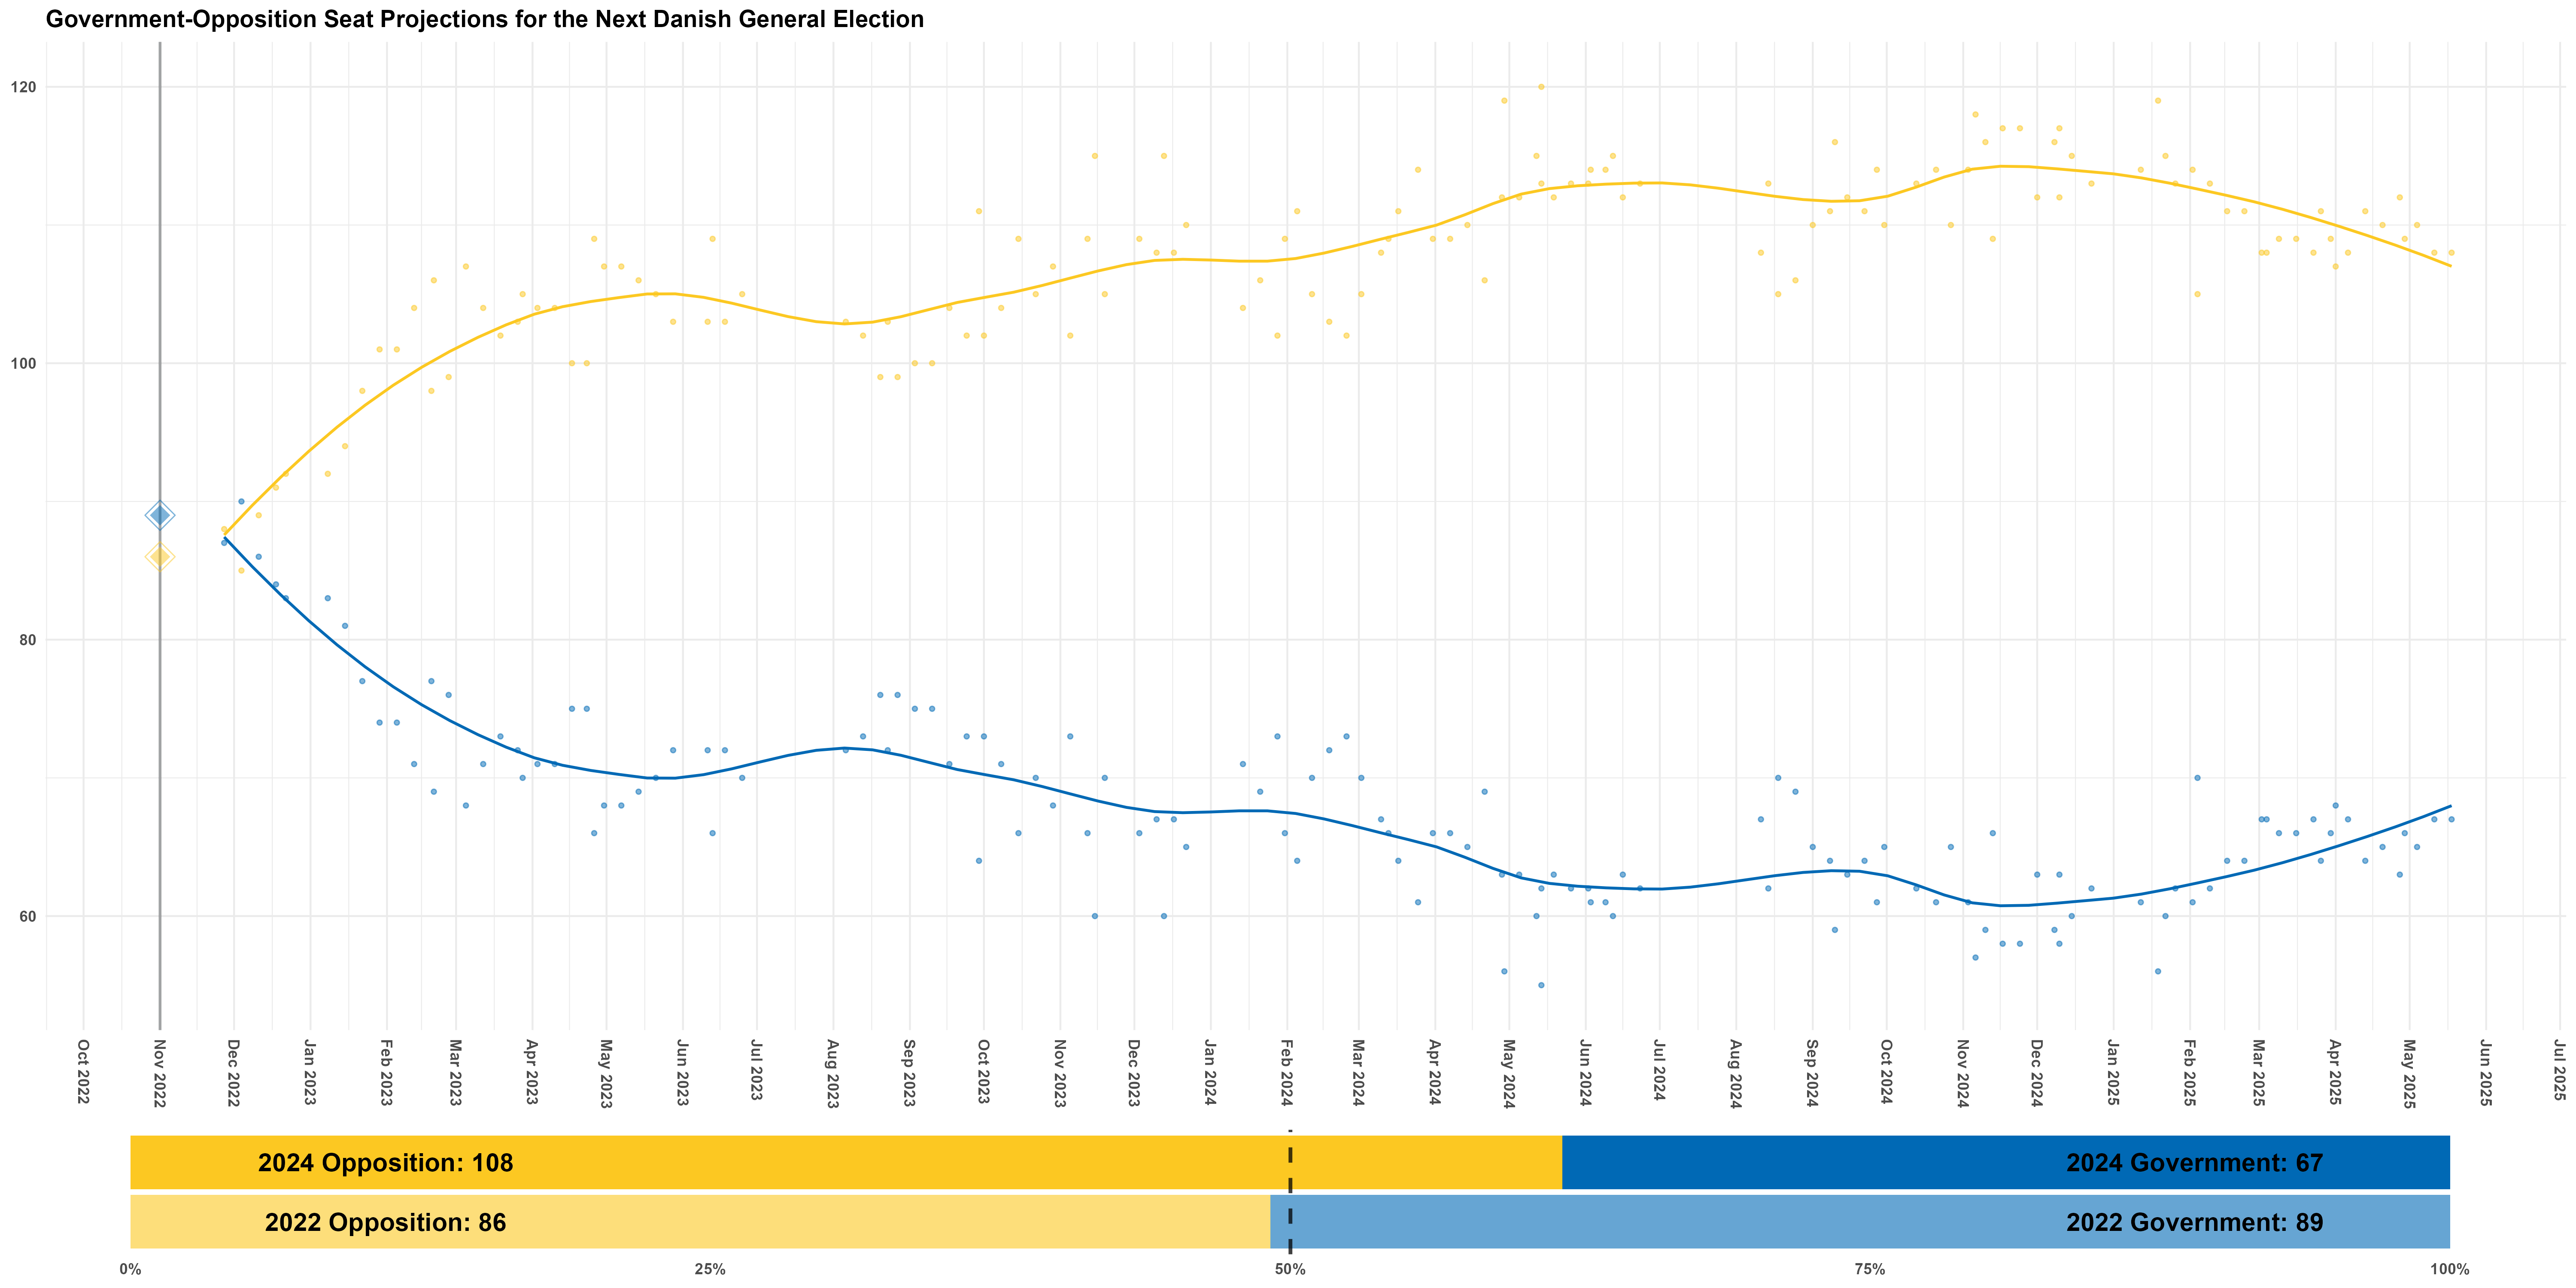 Government-Opposition Seat Projections for the Next Danish General Election
120
100
80
60
Oct 2022
Nov 2022
Dec 2022
Jan 2023
Feb 2023
Mar 2023
Apr 2023
May 2023
Jun 2023
Jul 2023
Aug 2023
Sep 2023
Oct 2023
Nov 2023
Dec 2023
Jan 2024
Feb 2024
Mar 2024
Apr 2024
May 2024
Jun 2024
Jul 2024
Aug 2024
Sep 2024
Oct 2024
Nov 2024
Dec 2024
Jan 2025
Feb 2025
Mar 2025
Apr 2025
May 2025
Jun 2025
Jul 2025
2024 Opposition: 108
2024 Government: 67
2022 Opposition: 86
2022 Government: 89
0%
25%
50%
75%
100%